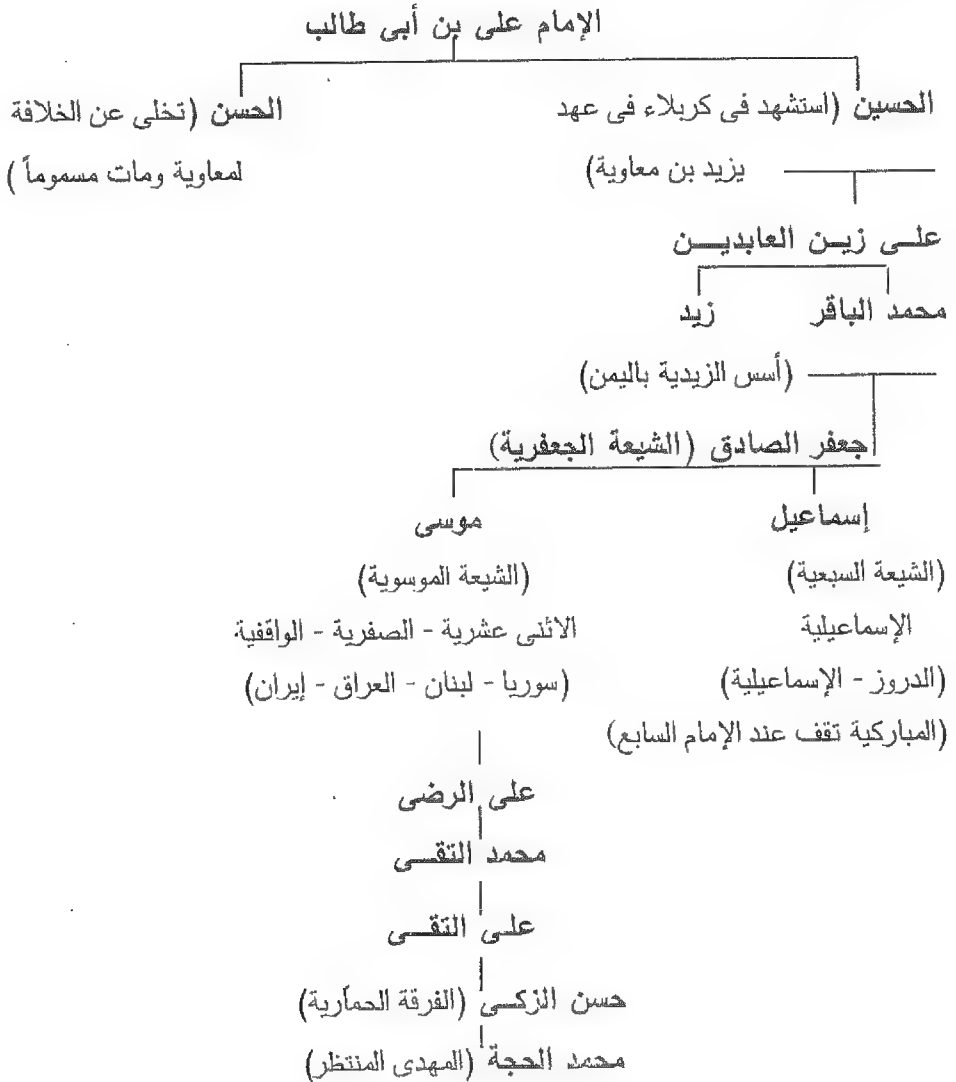 الإمام على بن أبى طالب
الحسين (استشهد فى كربلاء فى عهد الحسن (تخلى عن الخلافة
يزيد بن معاوية) لمعاوية ومات مسموماً )
على زين العابدين
محمد الباقر زيد
(أسس الزيدية باليمن)
جعفر الصادق (الشيعة الجعفرية)
إسماعيل موسى
(الشيعة السبعية) (الشيعة الموسوية)
الإسماعيلية الاثنى عشرية - الصفرية - الواقفية
(الدروز - الإسماعيلية) (سوريا - لبنان - العراق - إيران)
(المباركية تقف عند الإمام السابع)
على الرضى
محمد التقى
على التقى
حسن الزكى (الفرقة الحمارية)
محمد الحجة (المهدى المنتظر)